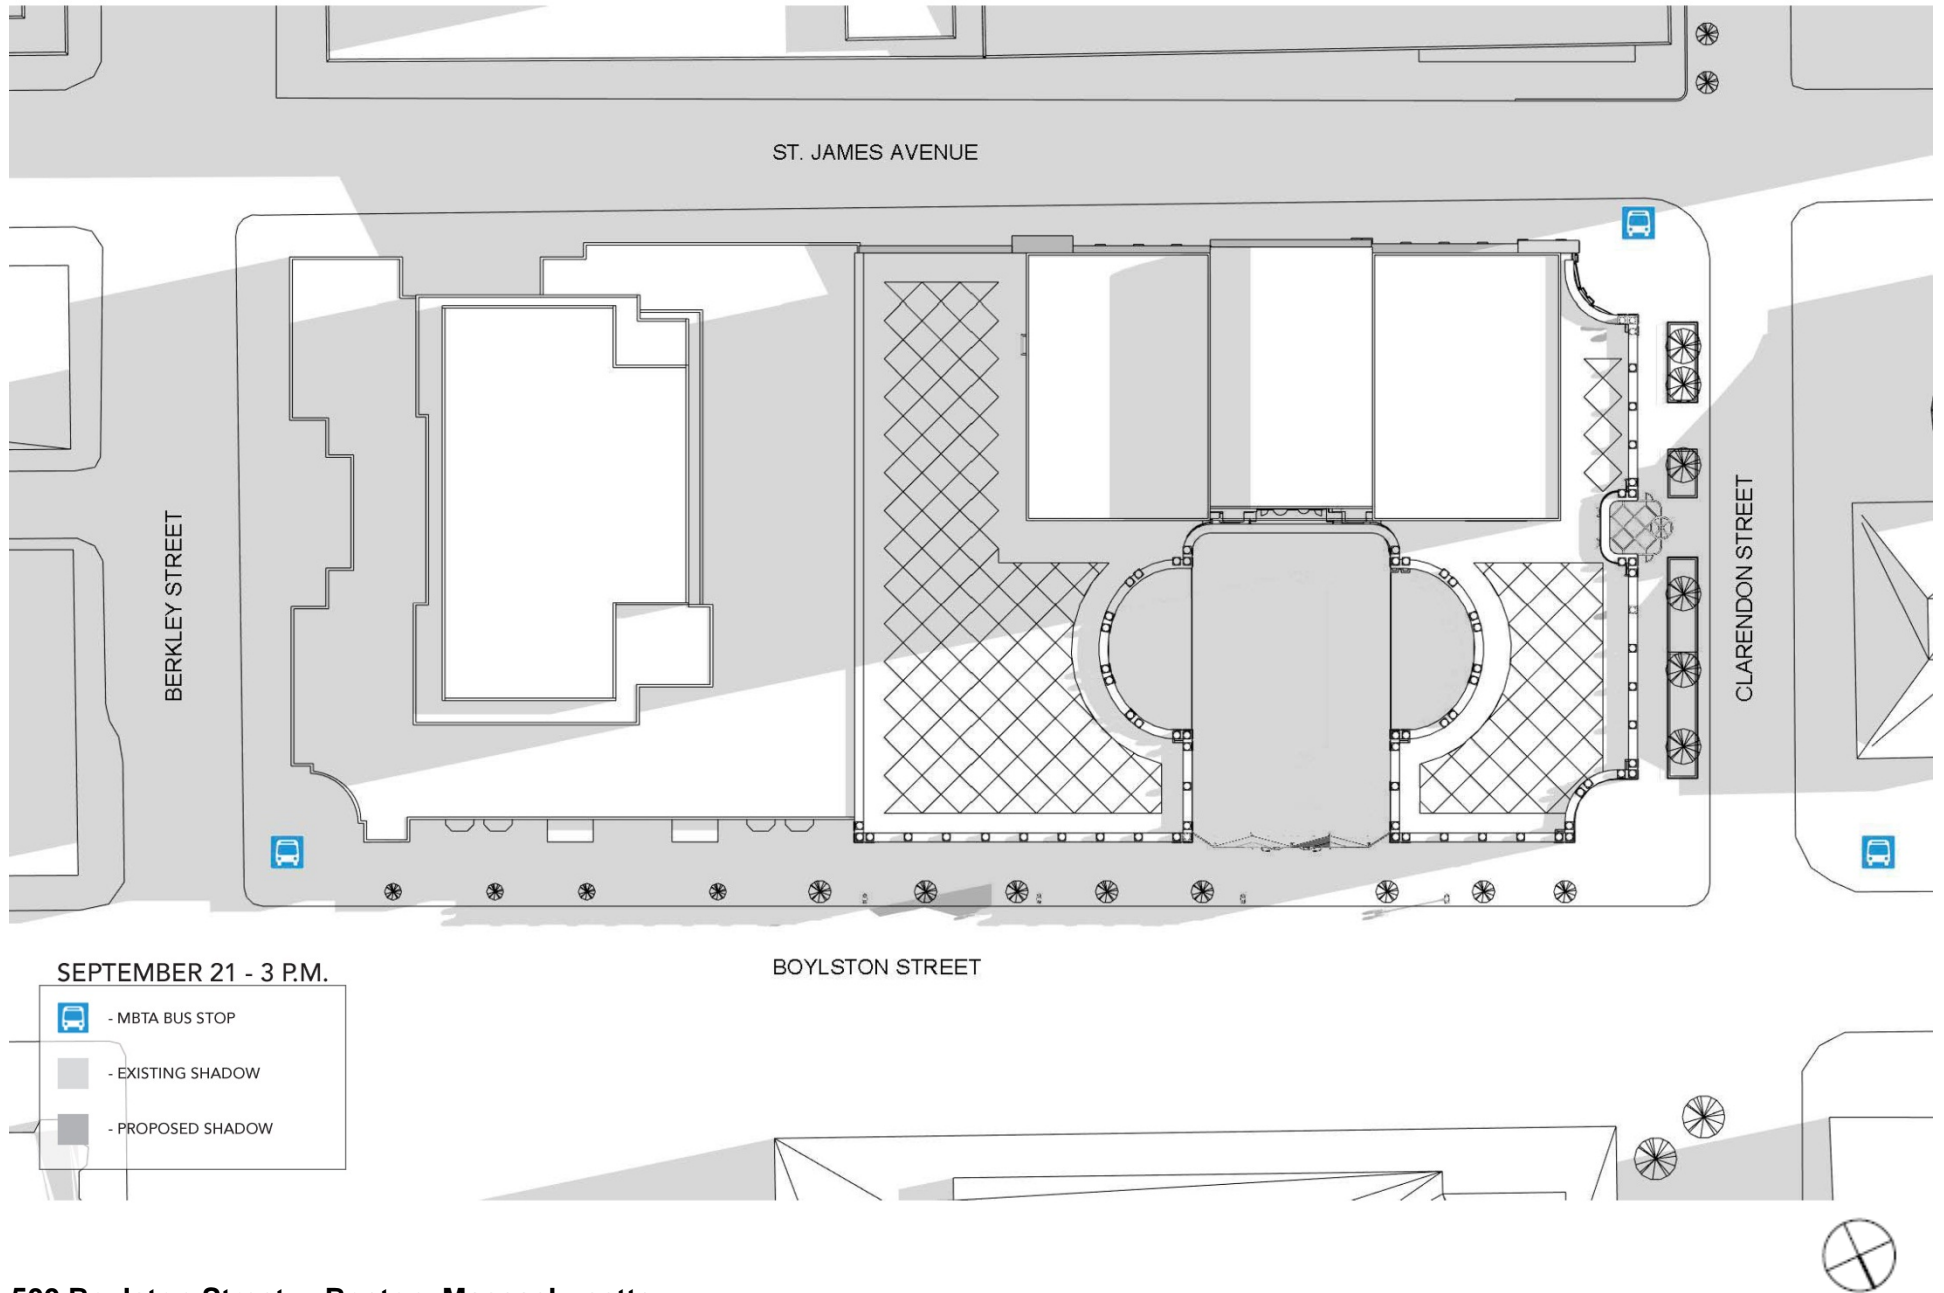 ST. JAMES AVENUE
BERKLEY STREET
CLARENDON STREET
BOYLSTON STREET
SEPTEMBER 21 - 3 P.M.
- MBTA BUS STOP
- EXISTING SHADOW
- PROPOSED SHADOW